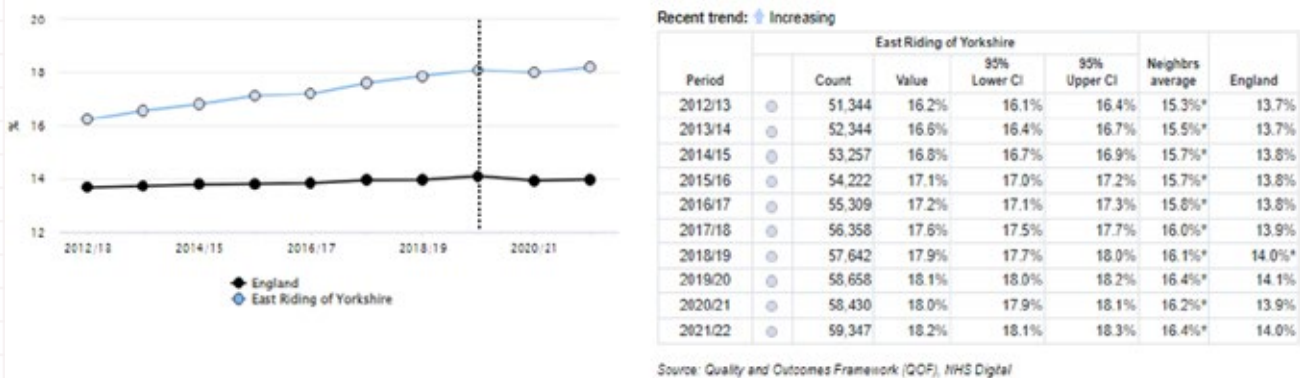 20
18
16
14
12
%
2012/13
2014/15
2016/17
2018/19
2020/21
England
East Riding of Yorkshire
Recent trend: Increasing
East Riding of Yorkshire
Period Count Value 95% Lower CI 95% Upper CI Neighbrs average England
2012/13 51,344 16.2% 16.1% 16.4% 15.3%* 13.7%
2013/14 52,344 16.6% 16.4% 16.7% 15.5%* 13.7%
2014/15 53,257 16.8% 16.7% 16.9% 15.7%* 13.8%
2015/16 54,222 17.1% 17.0% 17.2% 15.7%* 13.8%
2016/17 55,309 17.2% 17.1% 17.3% 15.8%* 13.8%
2017/18 56,358 17.6% 17.5% 17.7% 16.0%* 13.9%
2018/19 57,642 17.9% 17.7% 18.0% 16.1%* 14.0%*
2019/20 58,658 18.1% 18.0% 18.2% 16.4%* 14.1%
2020/21 58,430 18.0% 17.9% 18.1% 16.2%* 13.9%
2021/22 59,347 18.2% 18.1% 18.3% 16.4%* 14.0%
Source: Quality and Outcomes Framework (QOF), NHS Digital